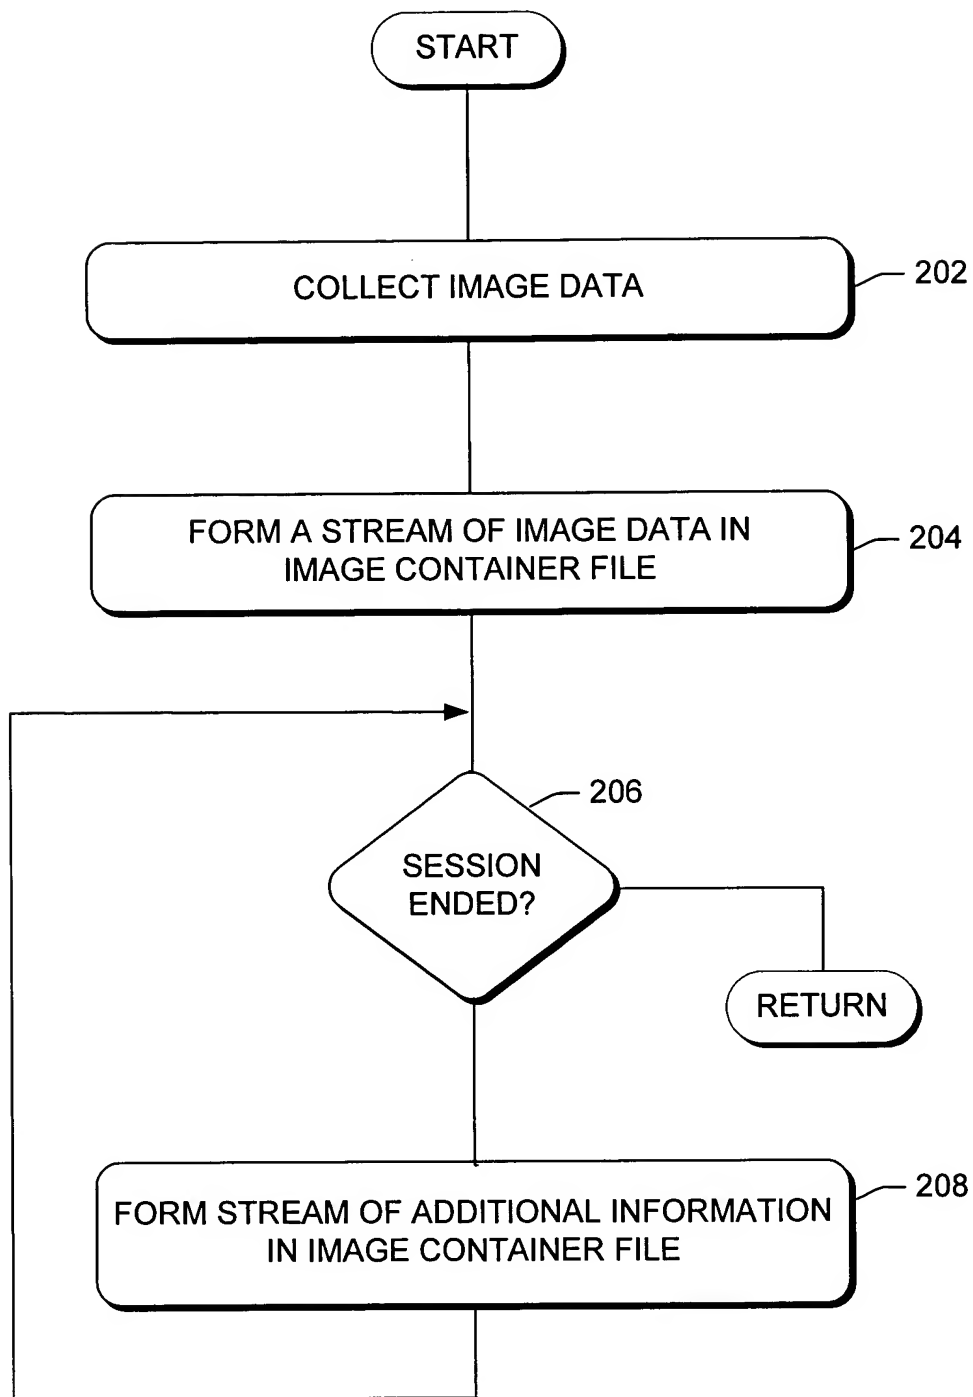 START
COLLECT IMAGE DATA
202
FORM A STREAM OF IMAGE DATA IN
IMAGE CONTAINER FILE
204
206
SESSION
ENDED?
RETURN
FORM STREAM OF ADDITIONAL INFORMATION
IN IMAGE CONTAINER FILE
208